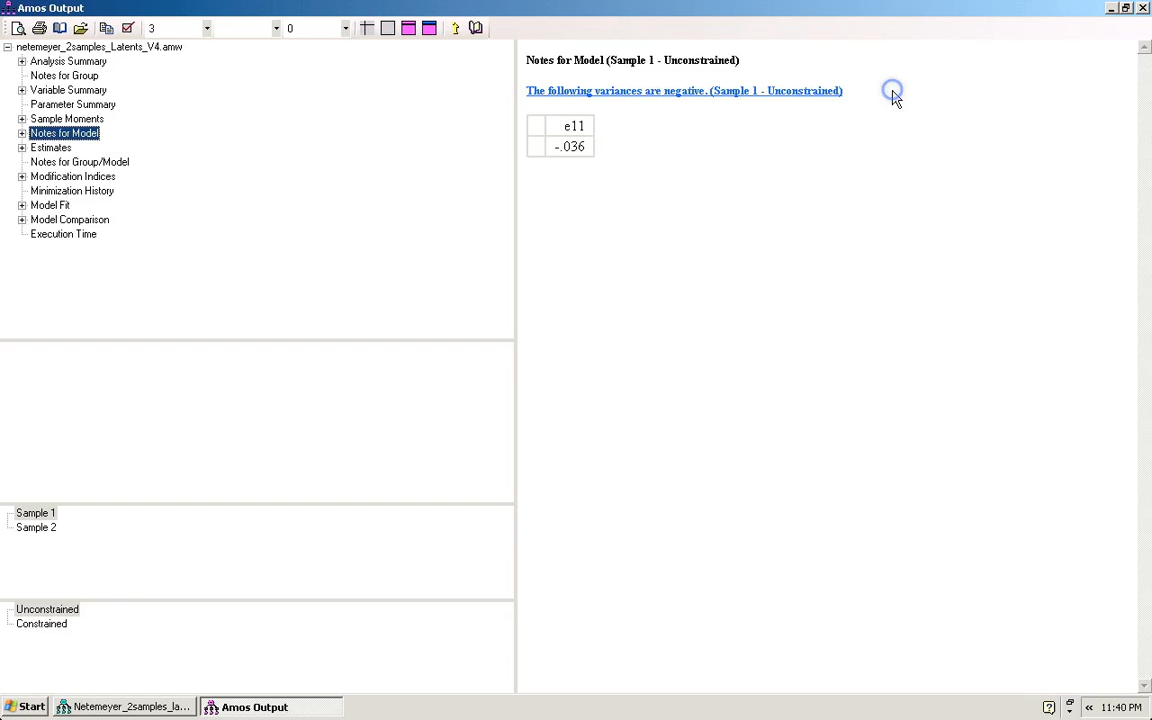 Amos Output
3
0
netemeyer_2samples_Latents_V4.amw
Analysis Summary
Notes for Group
Variable Summary
Parameter Summary
Sample Moments
Notes for Model
Estimates
Notes for Group/Model
Modification Indices
Minimization History
Model Fit
Model Comparison
Execution Time
Notes for Model (Sample 1 - Unconstrained)
The following variances are negative. (Sample 1 - Unconstrained)
e11
-.036
Sample 1
Sample 2
Unconstrained
Constrained
Start
Netemeyer_2samples_la...
Amos Output
11:40 PM